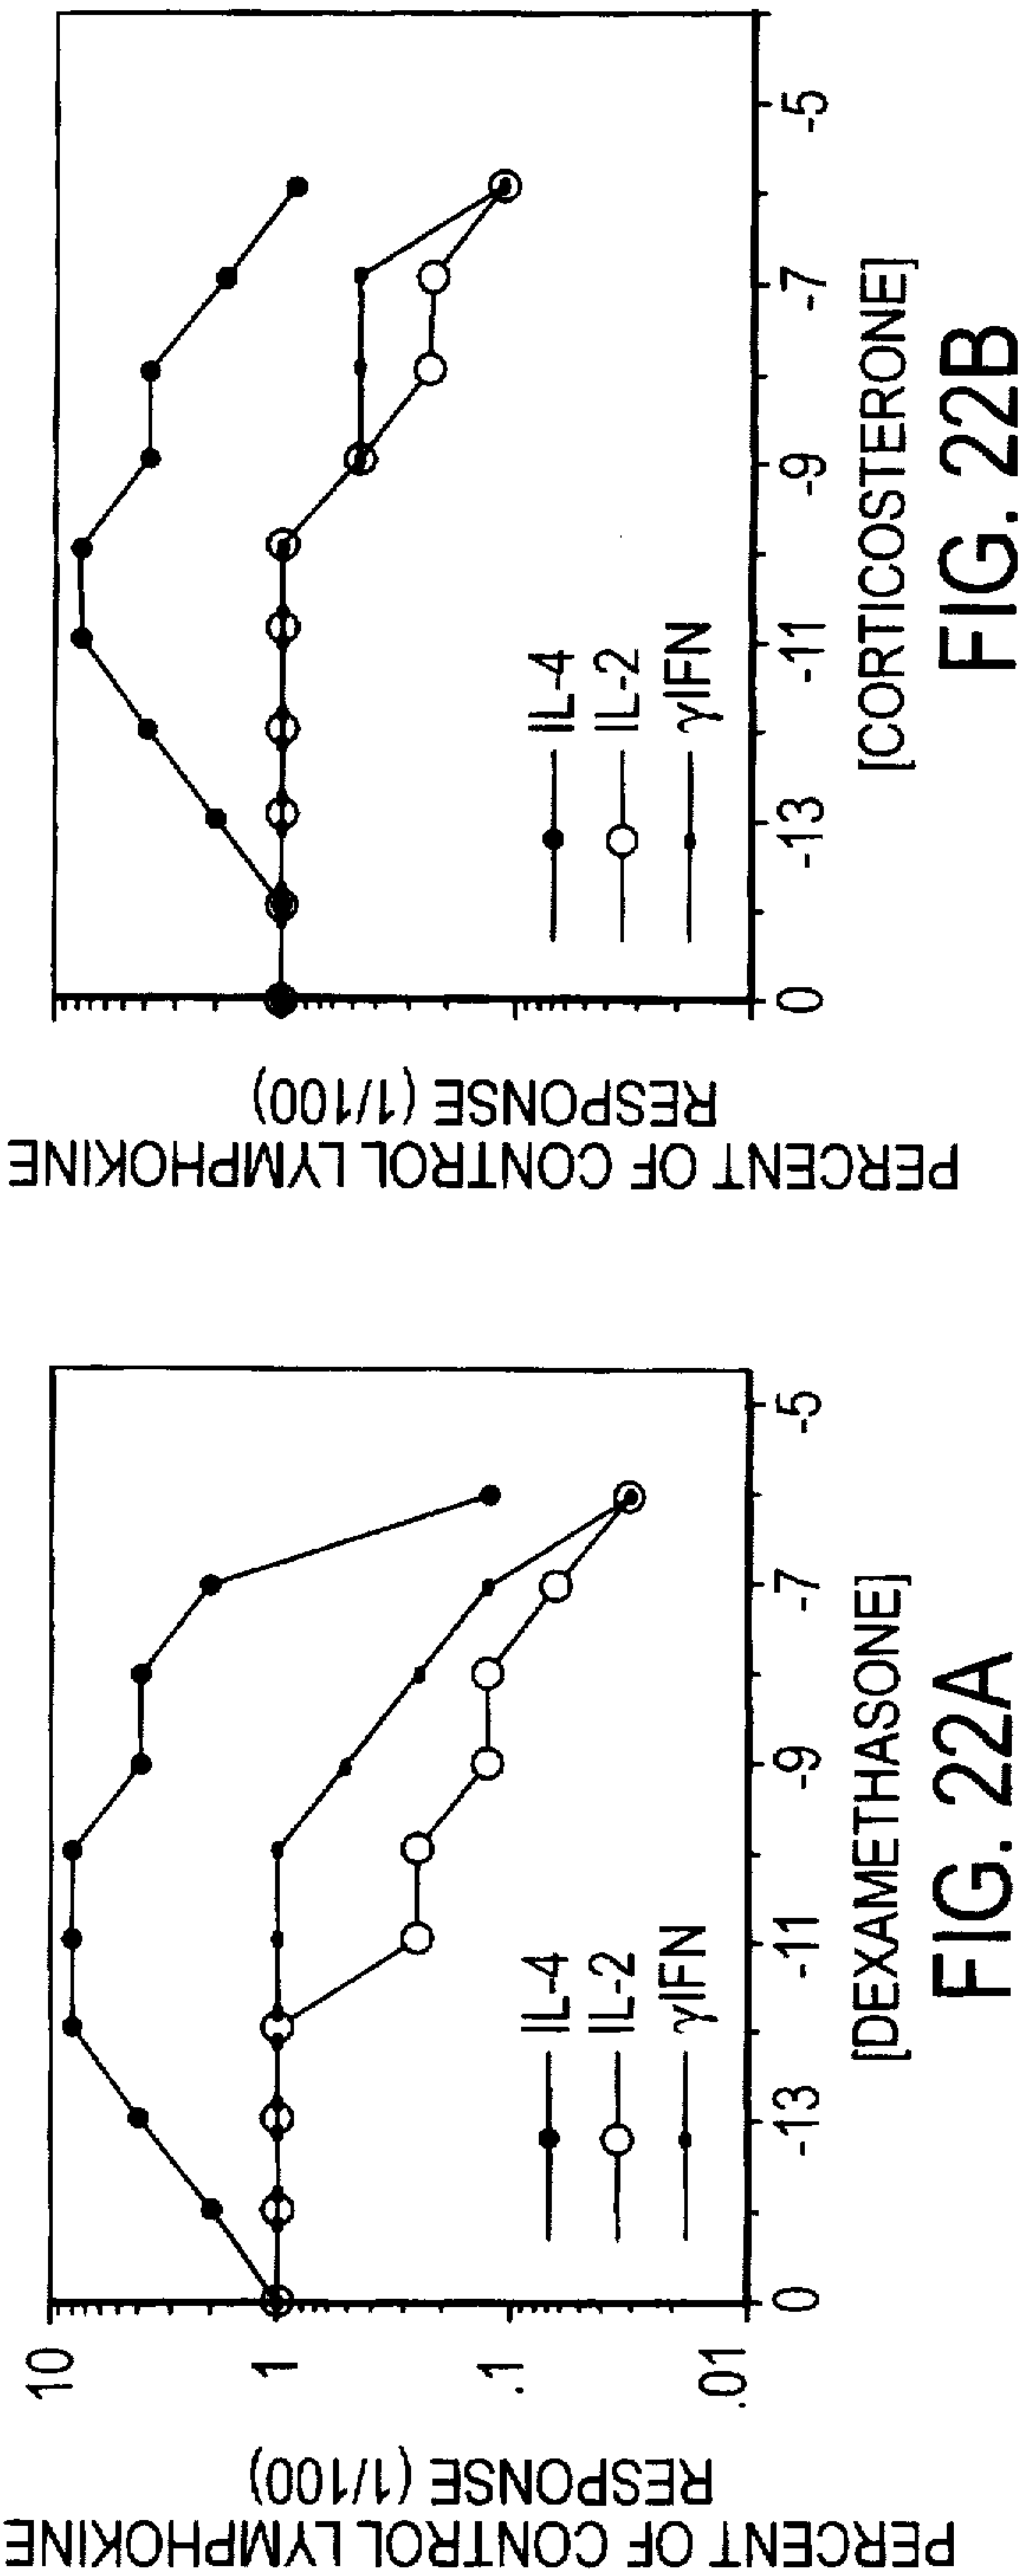 PERCENT OF CONTROL LYMPHOKINE
RESPONSE (1/100)
10
1
.1
.01
IL-4
IL-2
γIFN
0 -13 -11 -9 -7 -5
[DEXAMETHASONE]
FIG. 22A
PERCENT OF CONTROL LYMPHOKINE
RESPONSE (1/100)
IL-4
IL-2
γIFN
0 -13 -11 -9 -7 -5
[CORTICOSTERONE]
FIG. 22B